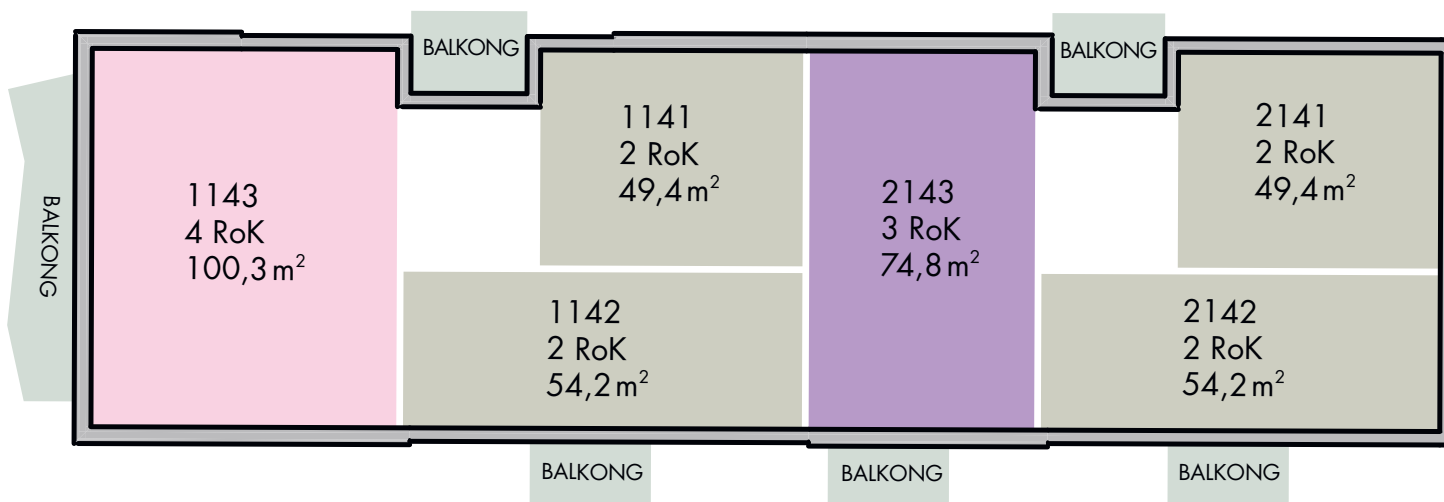 BALKONG
BALKONG
BALKONG
1143
4 RoK
100,3 m²
1141
2 RoK
49,4 m²
2143
3 RoK
74,8 m²
2141
2 RoK
49,4 m²
1142
2 RoK
54,2 m²
2142
2 RoK
54,2 m²
BALKONG
BALKONG
BALKONG